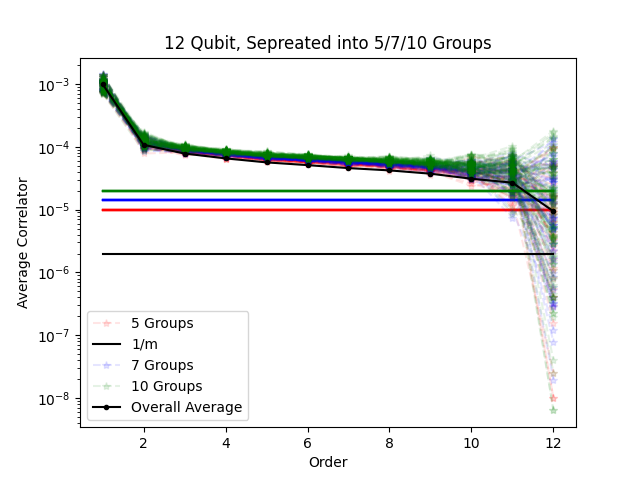 12 Qubit, Sepreated into 5/7/10 Groups
Average Correlator
10⁻³
10⁻⁴
10⁻⁵
10⁻⁶
10⁻⁷
10⁻⁸
5 Groups
1/m
7 Groups
10 Groups
Overall Average
2 4 6 8 10 12
Order